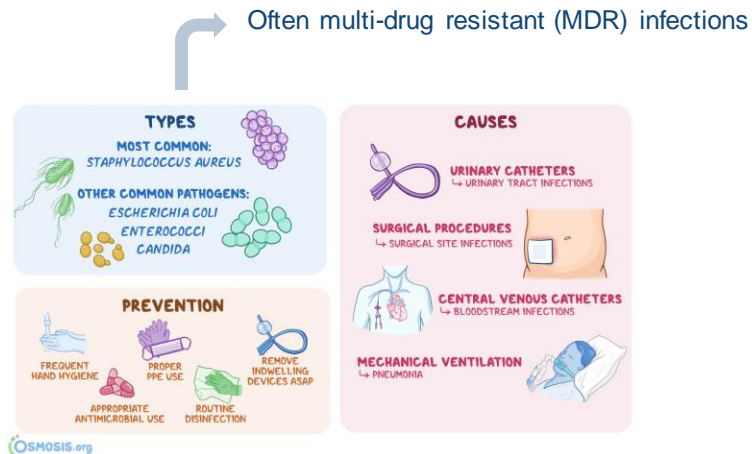 Often multi-drug resistant (MDR) infections
TYPES
MOST COMMON:
STAPHYLOCOCCUS AUREUS
OTHER COMMON PATHOGENS:
ESCHERICHIA COLI
ENTEROCOCCI
CANDIDA
PREVENTION
FREQUENT
HAND HYGIENE
PROPER
PPE USE
REMOVE
INDWELLING
DEVICES ASAP
APPROPRIATE
ANTIMICROBIAL USE
ROUTINE
DISINFECTION
CAUSES
URINARY CATHETERS
↳ URINARY TRACT INFECTIONS
SURGICAL PROCEDURES
↳ SURGICAL SITE INFECTIONS
CENTRAL VENOUS CATHETERS
↳ BLOODSTREAM INFECTIONS
MECHANICAL VENTILATION
↳ PNEUMONIA
OSMOSIS.org